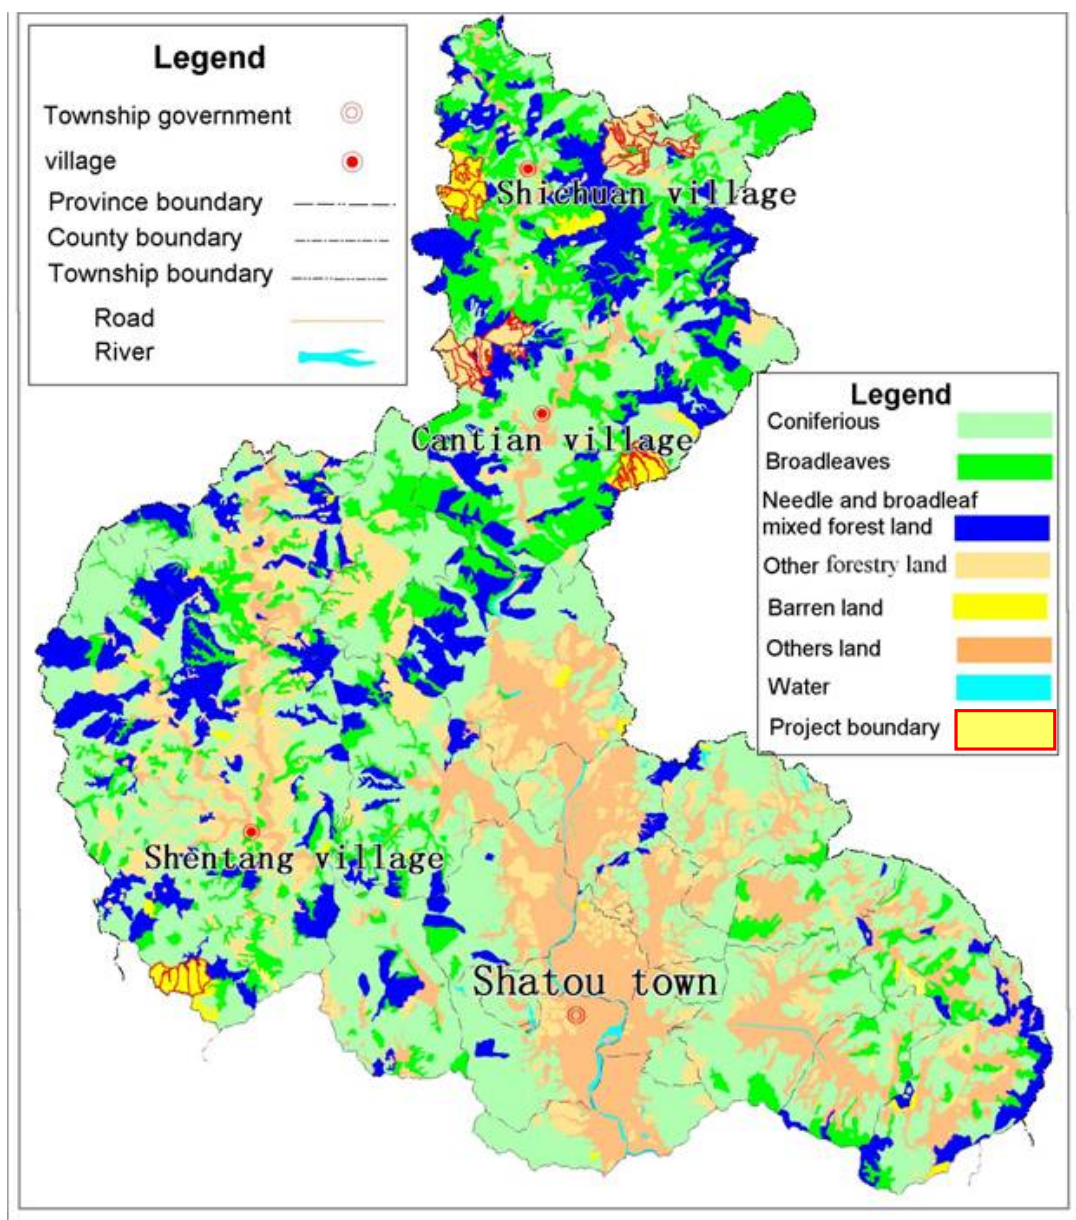 Legend
Township government
village
Province boundary
County boundary
Township boundary
Road
River
Shichuan village
Cantian village
Shentang village
Shatou town
Legend
Coniferious
Broadleaves
Needle and broadleaf
mixed forest land
Other forestry land
Barren land
Others land
Water
Project boundary